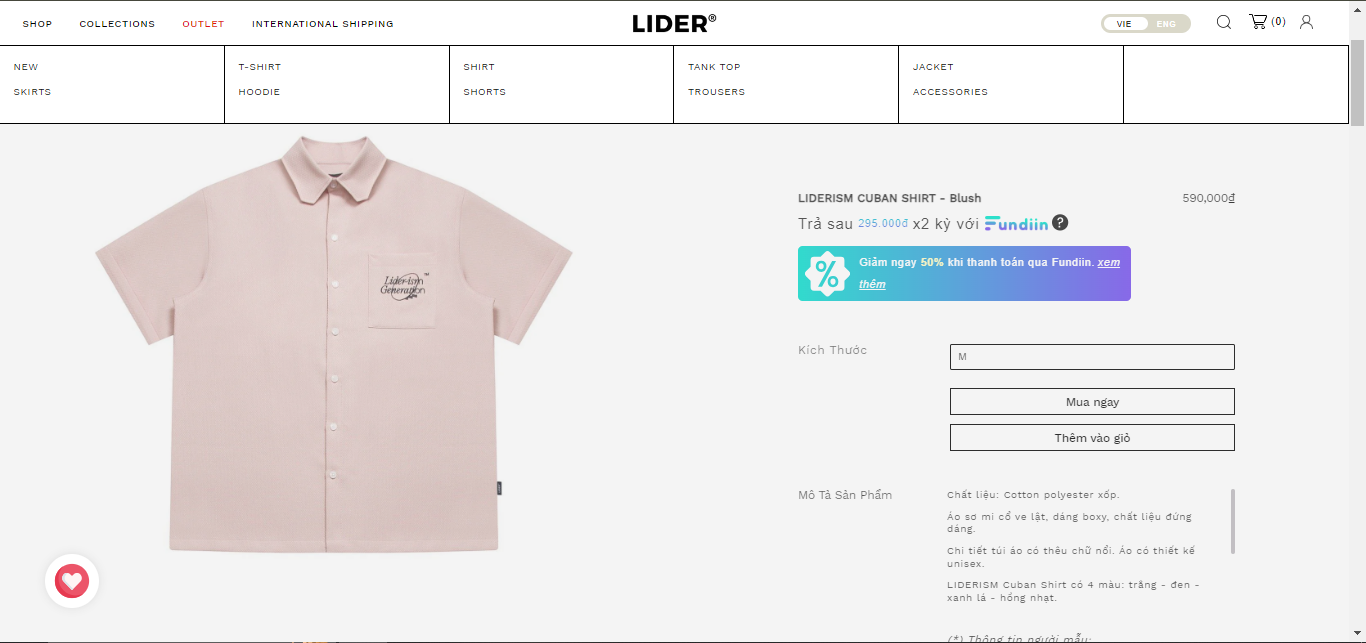 SHOP COLLECTIONS OUTLET INTERNATIONAL SHIPPING LIDER® VIE ENG (0)
NEW T-SHIRT SHIRT TANK TOP JACKET
SKIRTS HOODIE SHORTS TROUSERS ACCESSORIES
Lider-ism
Generation
LIDERISM CUBAN SHIRT - Blush 590,000₫
Trả sau 295.000đ x2 kỳ với Fundiin ?
% Giảm ngay 50% khi thanh toán qua Fundiin. xem
thêm
Kích Thước M
Mua ngay
Thêm vào giỏ
Mô Tả Sản Phẩm Chất liệu: Cotton polyester xốp.
Áo sơ mi cổ ve lật, dáng boxy, chất liệu đứng
dáng.
Chi tiết túi áo có thêu chữ nổi. Áo có thiết kế
unisex.
LIDERISM Cuban Shirt có 4 màu: trắng - đen -
xanh lá - hồng nhạt.
(*) Thông tin người mẫu: